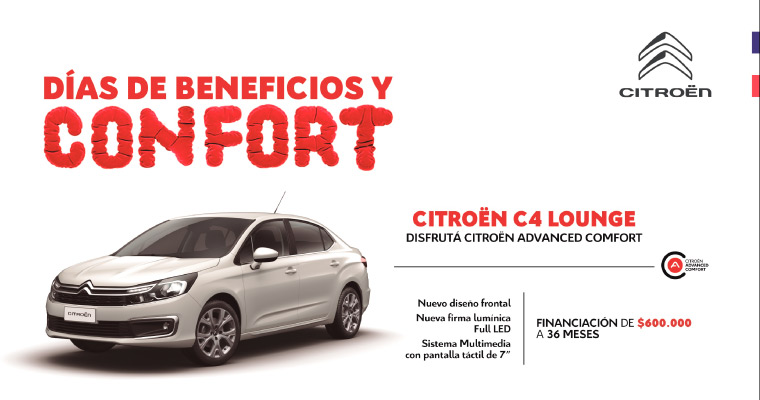 DÍAS DE BENEFICIOS Y
CONFORT
CITROËN
CITROËN C4 LOUNGE
DISFRUTÁ CITROËN ADVANCED COMFORT
CITROËN
ADVANCED
COMFORT
Nuevo diseño frontal
Nueva firma lumínica
Full LED
Sistema Multimedia
con pantalla táctil de 7"
FINANCIACIÓN DE $600.000
A 36 MESES
CITROËN